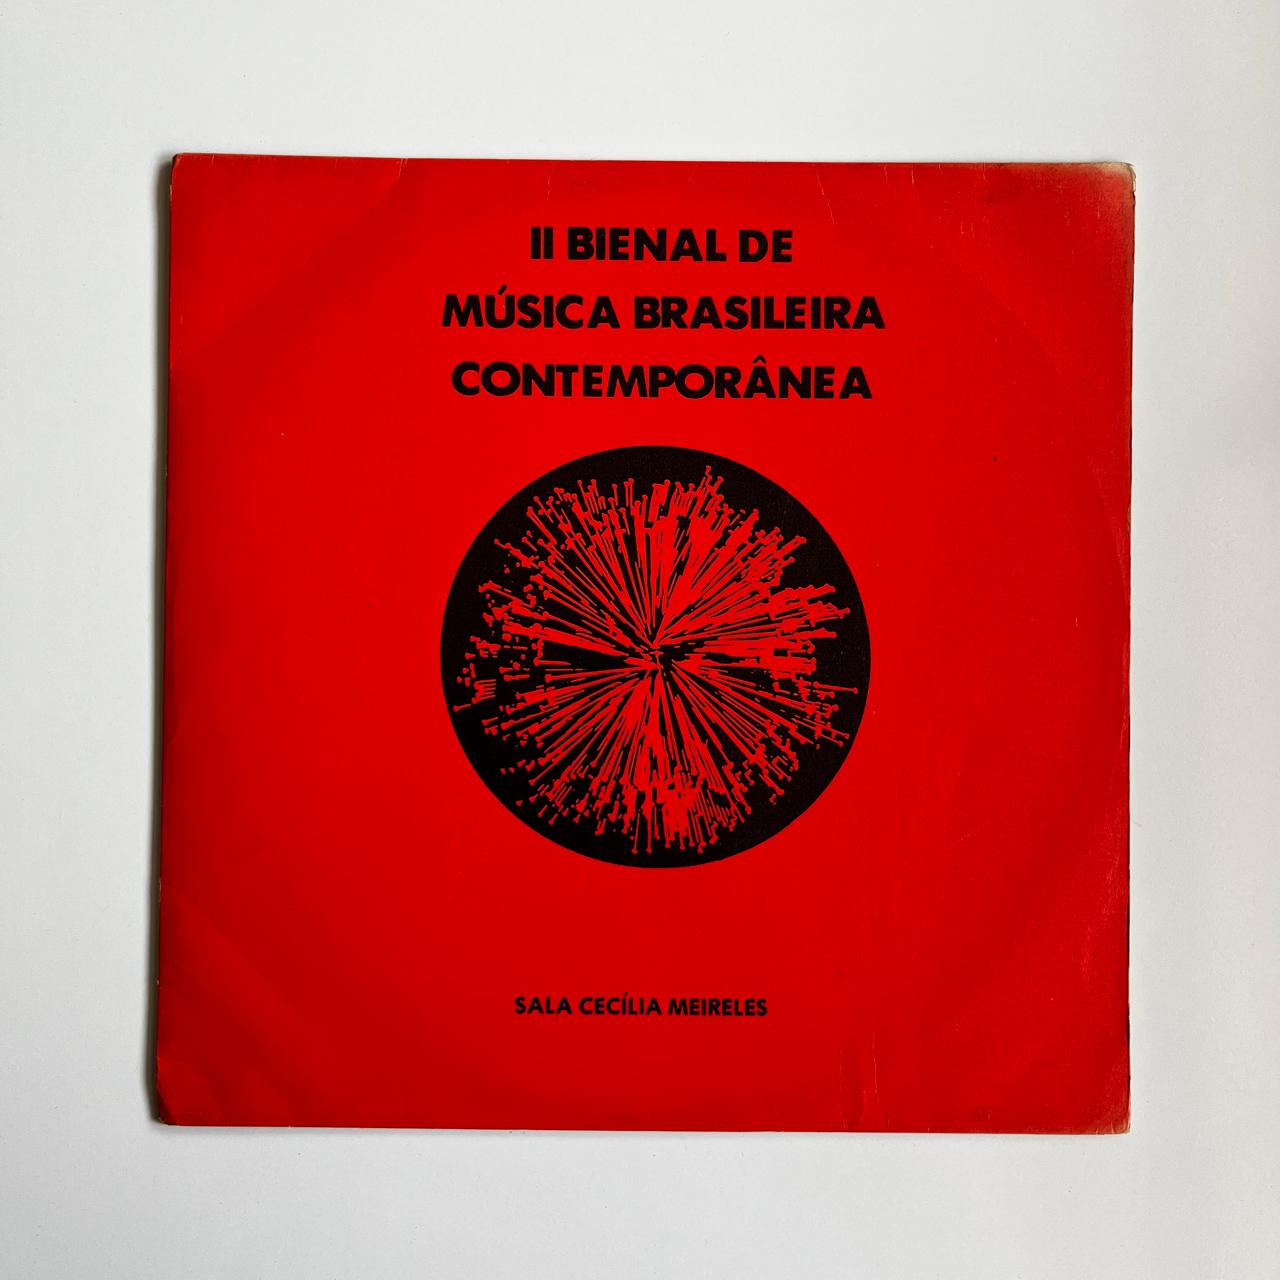 II BIENAL DE
MÚSICA BRASILEIRA
CONTEMPORÂNEA
SALA CECÍLIA MEIRELES